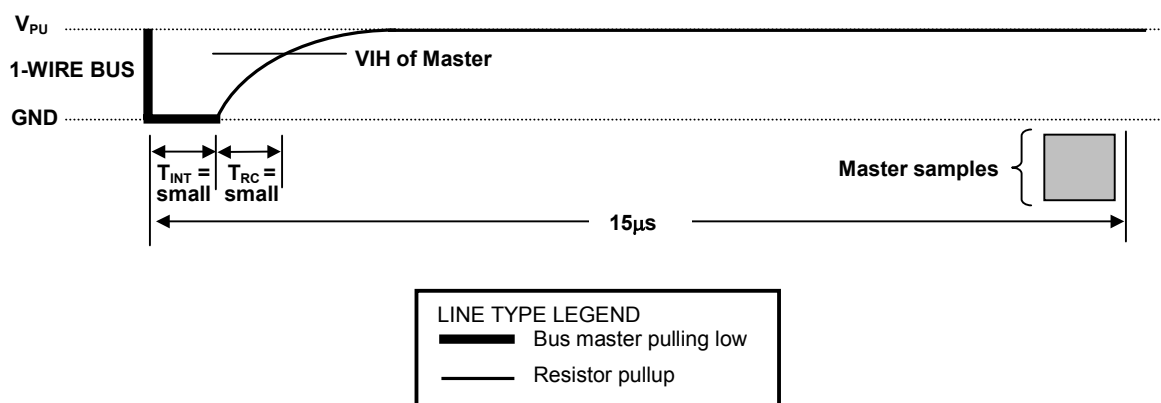 VPU
1-WIRE BUS
VIH of Master
GND
TINT =
small
TRC =
small
Master samples
15μs
LINE TYPE LEGEND
Bus master pulling low
Resistor pullup